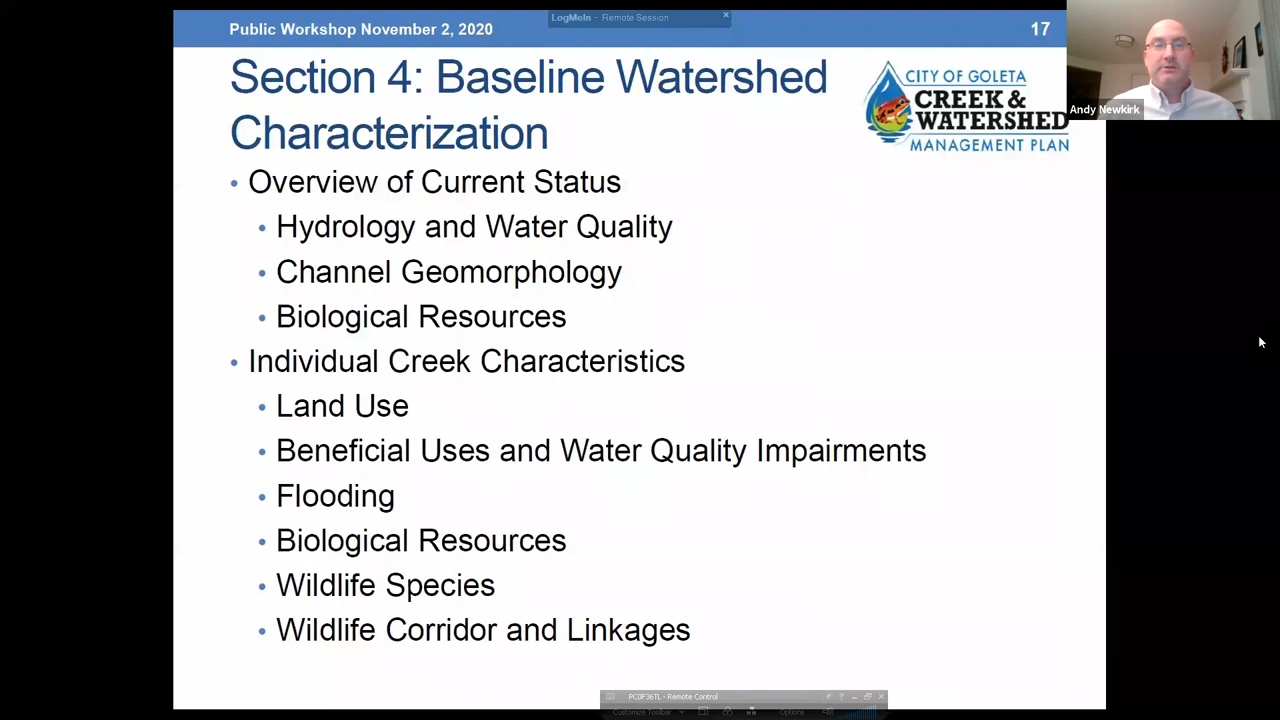 LogMeIn - Remote Session
Public Workshop November 2, 2020
17
Section 4: Baseline Watershed
Characterization
CITY OF GOLETA
CREEK &
WATERSHED
MANAGEMENT PLAN
Andy Newkirk
• Overview of Current Status
• Hydrology and Water Quality
• Channel Geomorphology
• Biological Resources
• Individual Creek Characteristics
• Land Use
• Beneficial Uses and Water Quality Impairments
• Flooding
• Biological Resources
• Wildlife Species
• Wildlife Corridor and Linkages
PC0F36TL - Remote Control
Customize Toolbar
Options